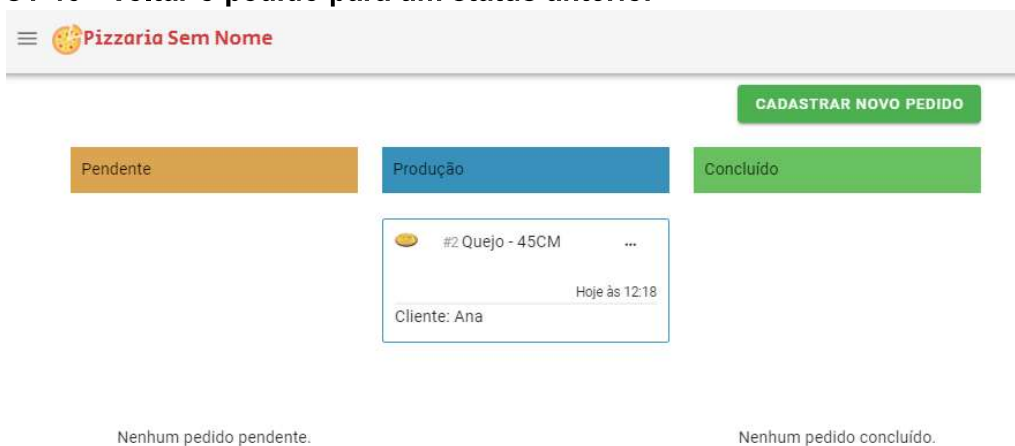 Pizzaria Sem Nome
CADASTRAR NOVO PEDIDO
Pendente
Produção
Concluído
#2 Quejo - 45CM ...
Hoje às 12:18
Cliente: Ana
Nenhum pedido pendente.
Nenhum pedido concluído.